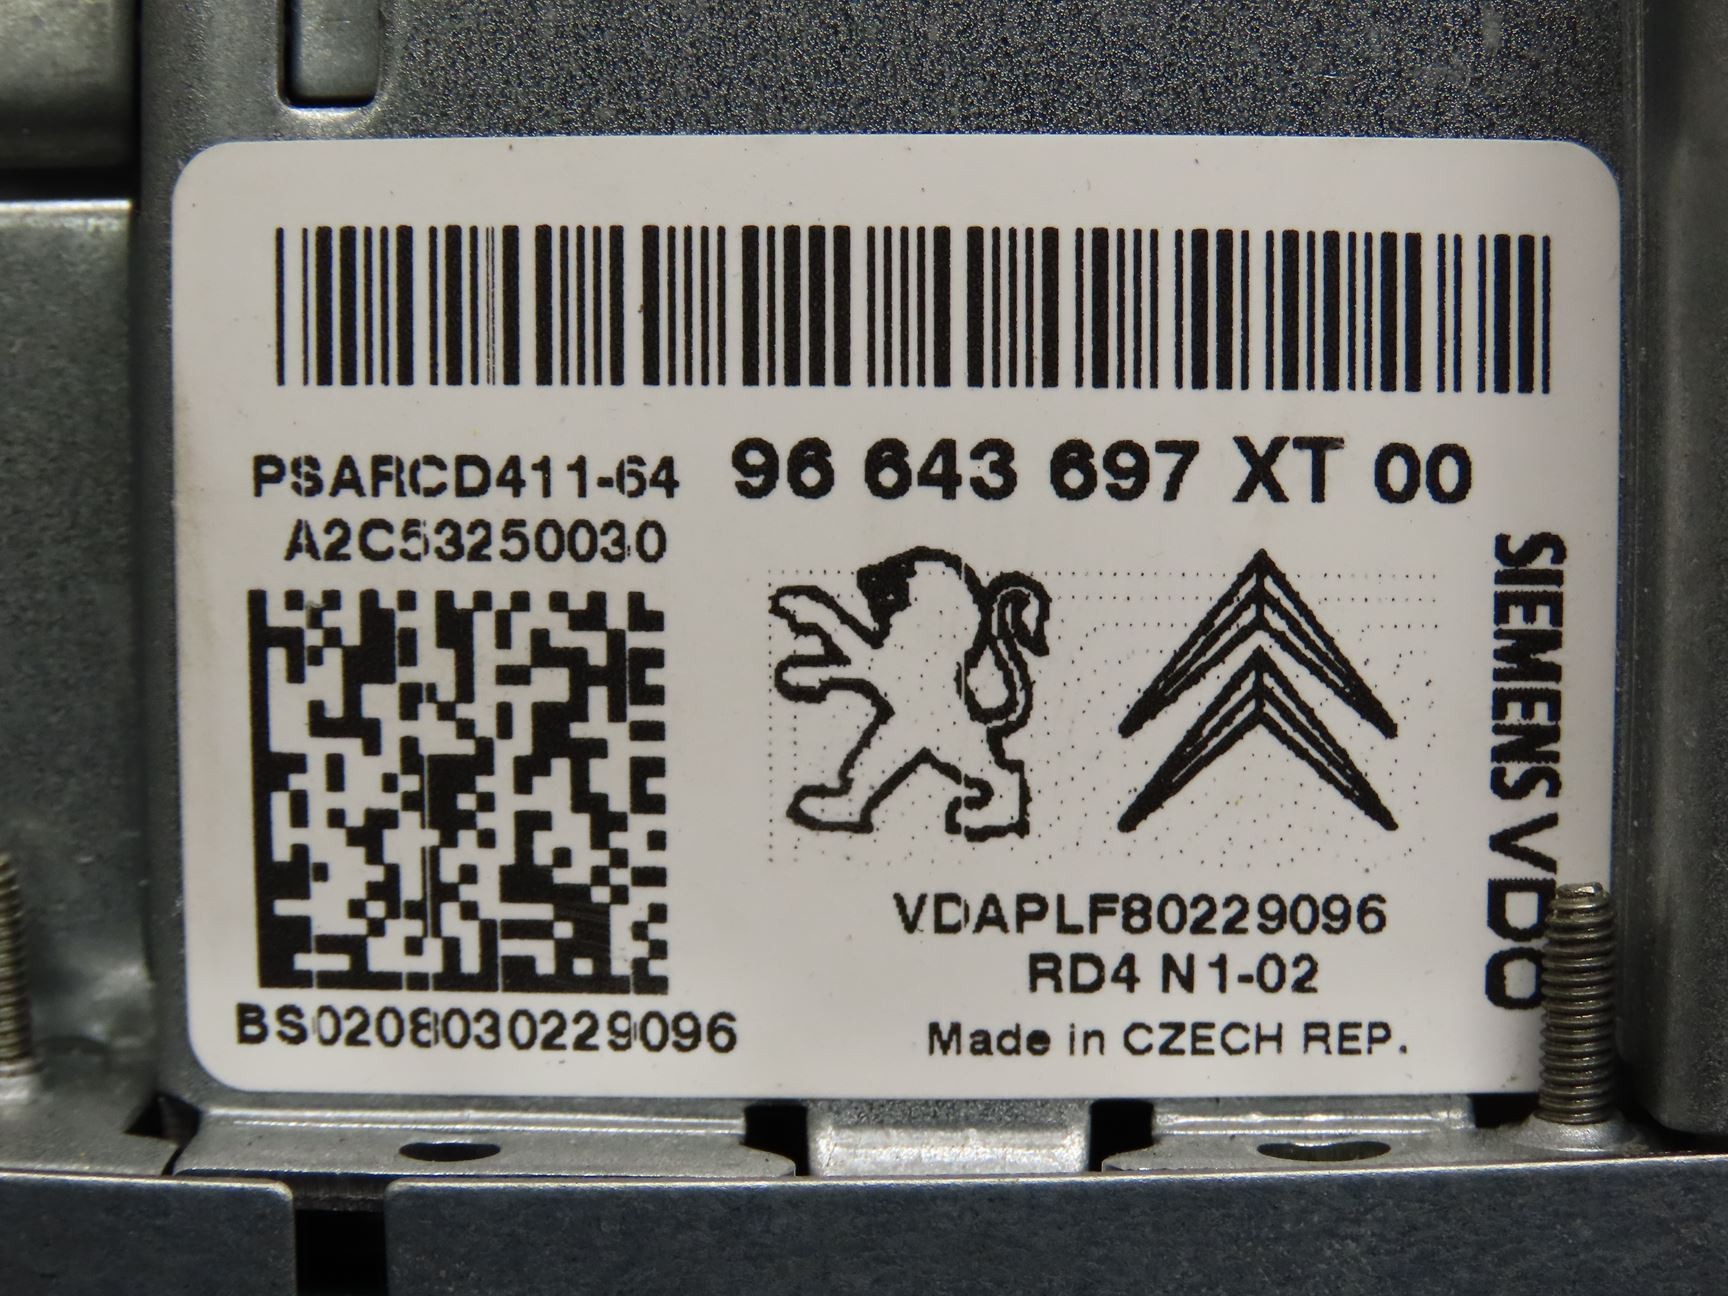 PSARCD411-64
A2C53250030
96 643 697 XT 00
SIEMENS VDO
VDAPLF80229096
RD4 N1-02
Made in CZECH REP.
BS0208030229096